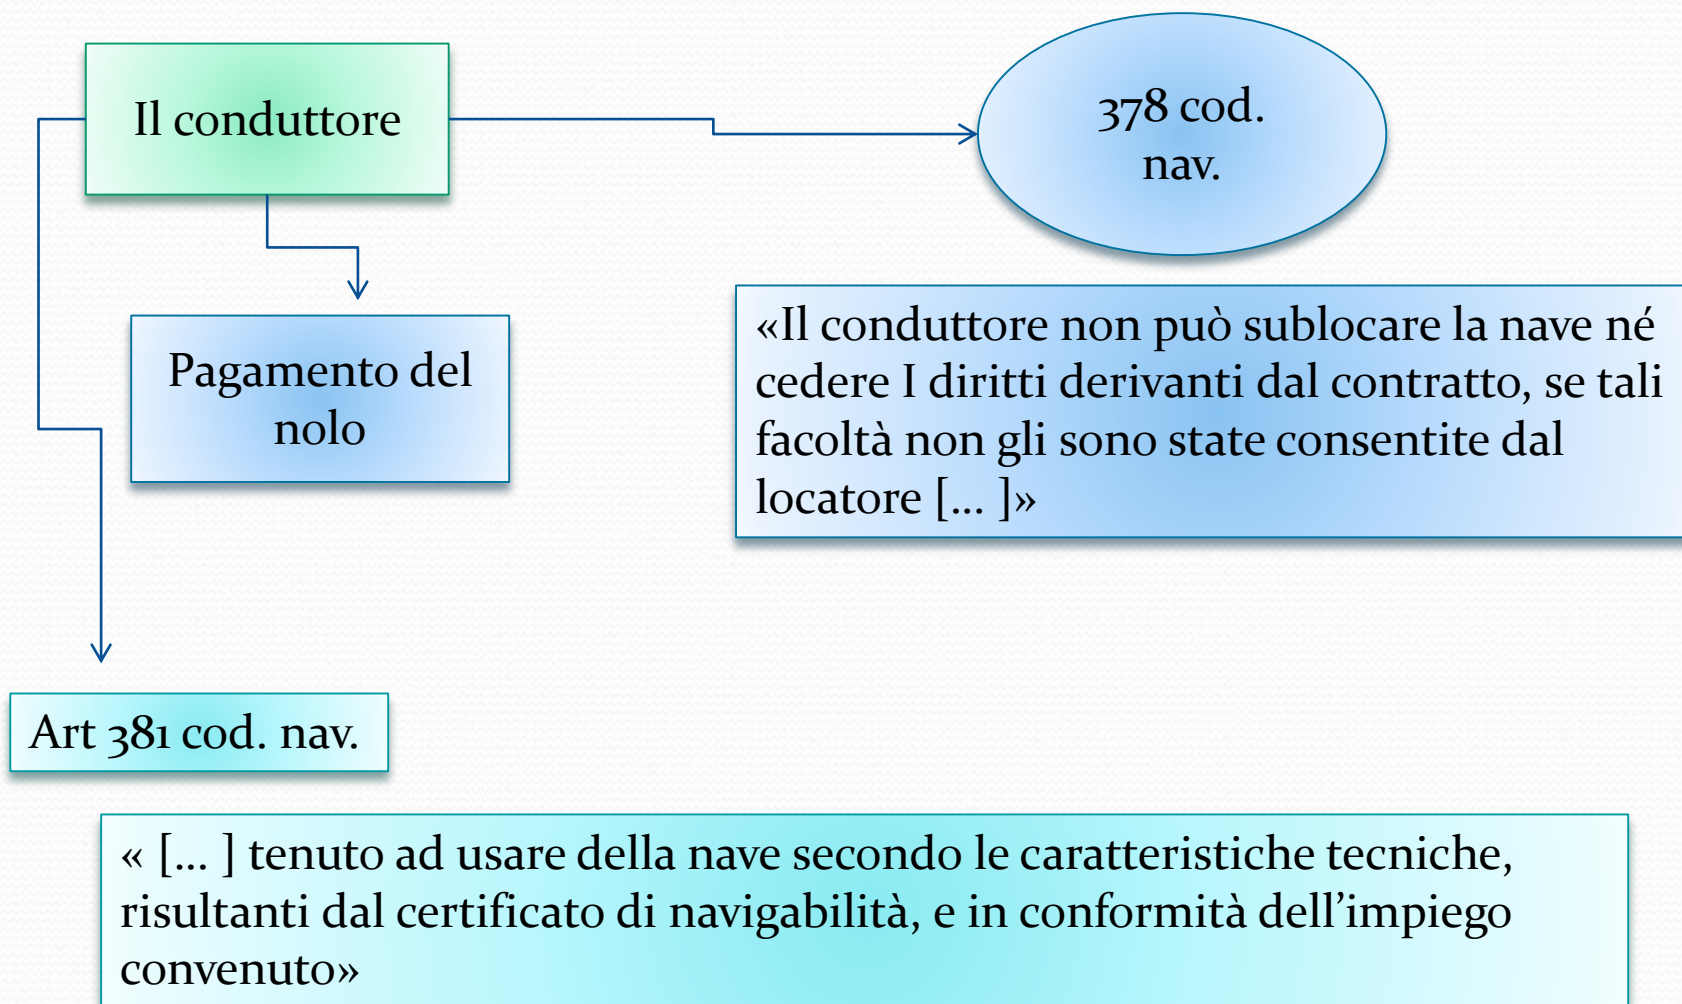 Il conduttore
378 cod.
nav.
Pagamento del
nolo
«Il conduttore non può sublocare la nave né
cedere I diritti derivanti dal contratto, se tali
facoltà non gli sono state consentite dal
locatore [... ]»
Art 381 cod. nav.
« [... ] tenuto ad usare della nave secondo le caratteristiche tecniche,
risultanti dal certificato di navigabilità, e in conformità dell’impiego
convenuto»